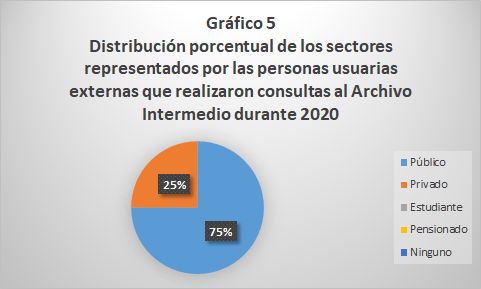 Gráfico 5
Distribución porcentual de los sectores
representados por las personas usuarias
externas que realizaron consultas al Archivo
Intermedio durante 2020
25%
75%
Público
Privado
Estudiante
Pensionado
Ninguno